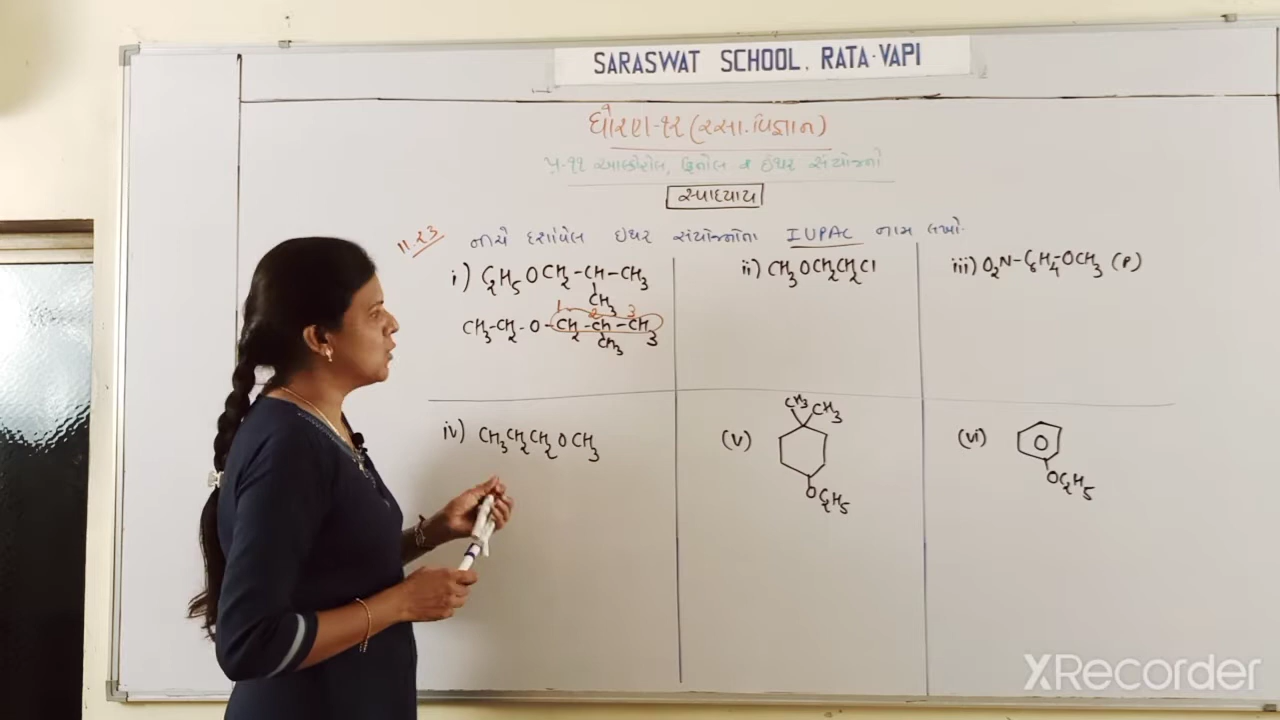 SARASWAT SCHOOL, RATA-VAPI
ધોરણ-૧૨ (રસા.વિજ્ઞાન)
પ્ર-૧૧ આલ્કોહોલ, ફિનોલ અને ઇથર સંયોજનો
સ્વાધ્યાય
11.23 નીચે દર્શાવેલ ઇથર સંયોજનોના IUPAC નામ લખો.
i) C₂H₅OCH₂-CH-CH₃
CH₃
1 2 3
CH₃-CH₂-O-CH₂-CH-CH₃
CH₃
ii) CH₃OCH₂CH₂Cl
iii) O₂N-C₆H₄-OCH₃ (P)
iv) CH₃CH₂CH₂OCH₃
(v) CH₃ CH₃
OC₂H₅
(vi) OC₂H₅
XRecorder